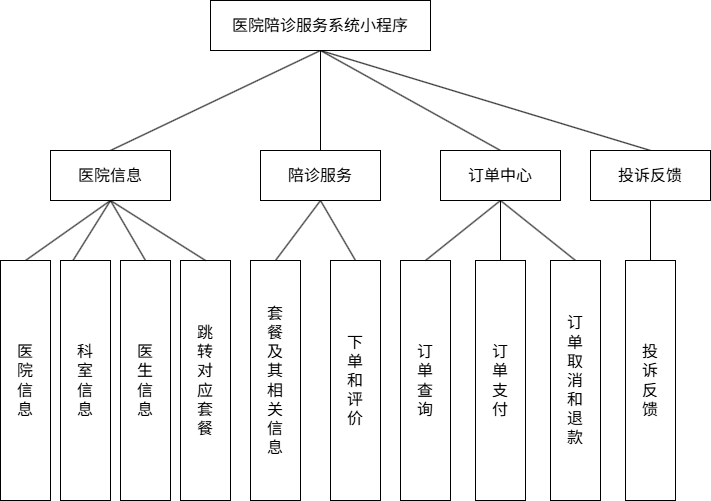 医院陪诊服务系统小程序
医院信息
陪诊服务
订单中心
投诉反馈
医院信息
科室信息
医生信息
跳转对应套餐
套餐及其相关信息
下单和评价
订单查询
订单支付
订单取消和退款
投诉反馈